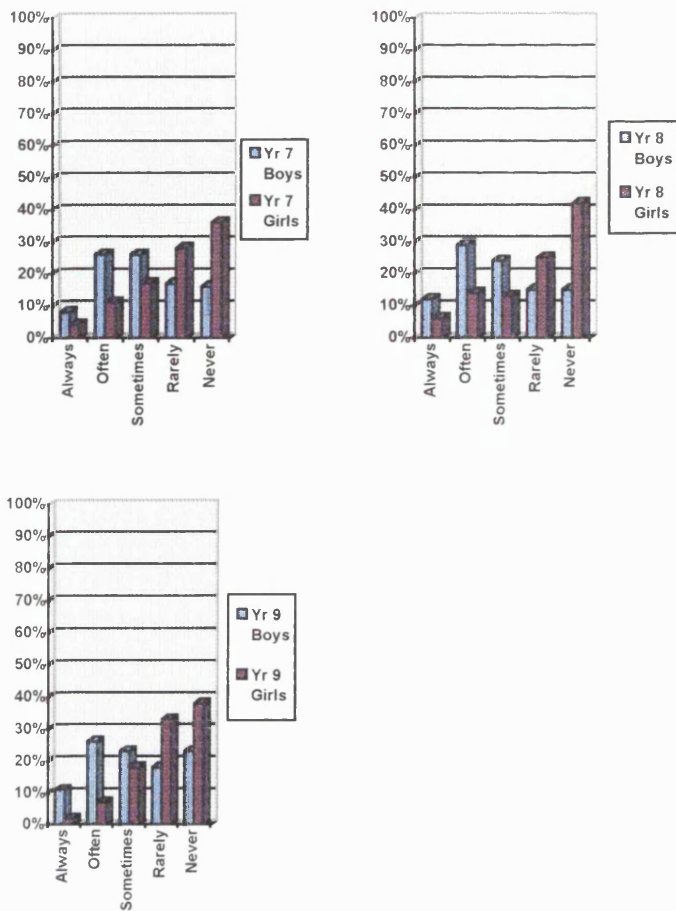 100%
90%
80%
70%
60%
50%
40%
30%
20%
10%
0%
Always
Often
Sometimes
Rarely
Never
Yr 7
Boys
Yr 7
Girls
100%
90%
80%
70%
60%
50%
40%
30%
20%
10%
0%
Always
Often
Sometimes
Rarely
Never
Yr 8
Boys
Yr 8
Girls
100%
90%
80%
70%
60%
50%
40%
30%
20%
10%
0%
Always
Often
Sometimes
Rarely
Never
Yr 9
Boys
Yr 9
Girls